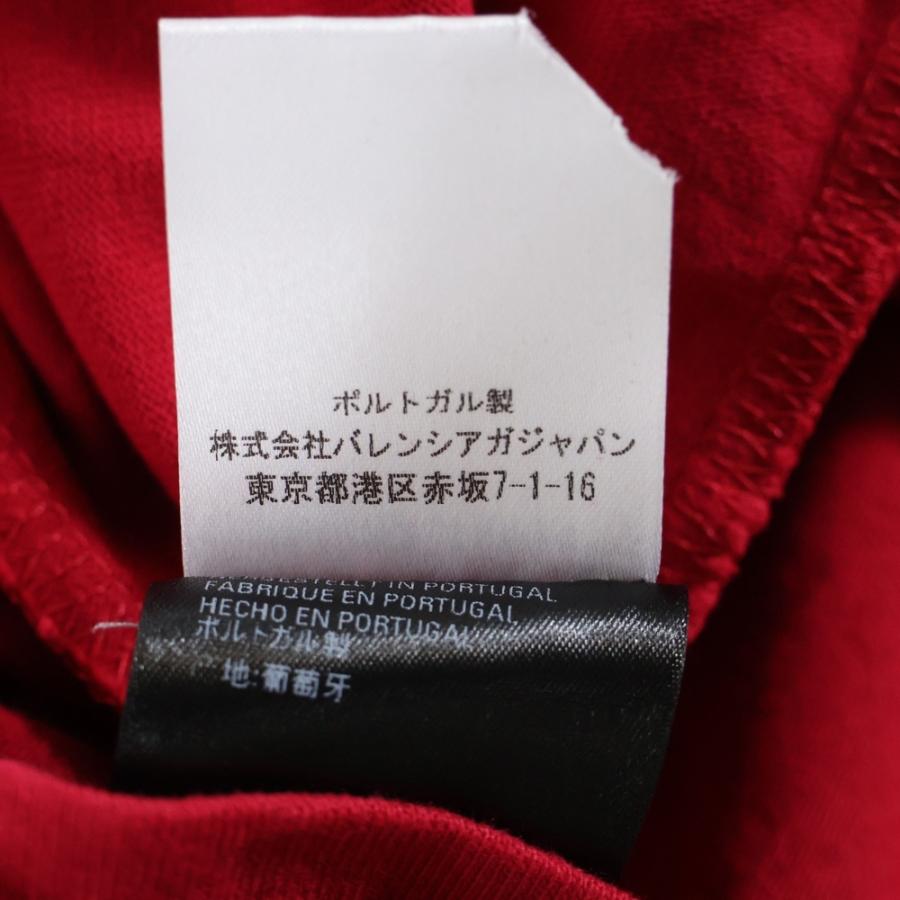 ポルトガル製
株式会社バレンシアガジャパン
東京都港区赤坂7-1-16
IN PORTUGAL
FABRIQUE EN PORTUGAL
HECHO EN PORTUGAL
ポルトガル製
地:葡萄牙